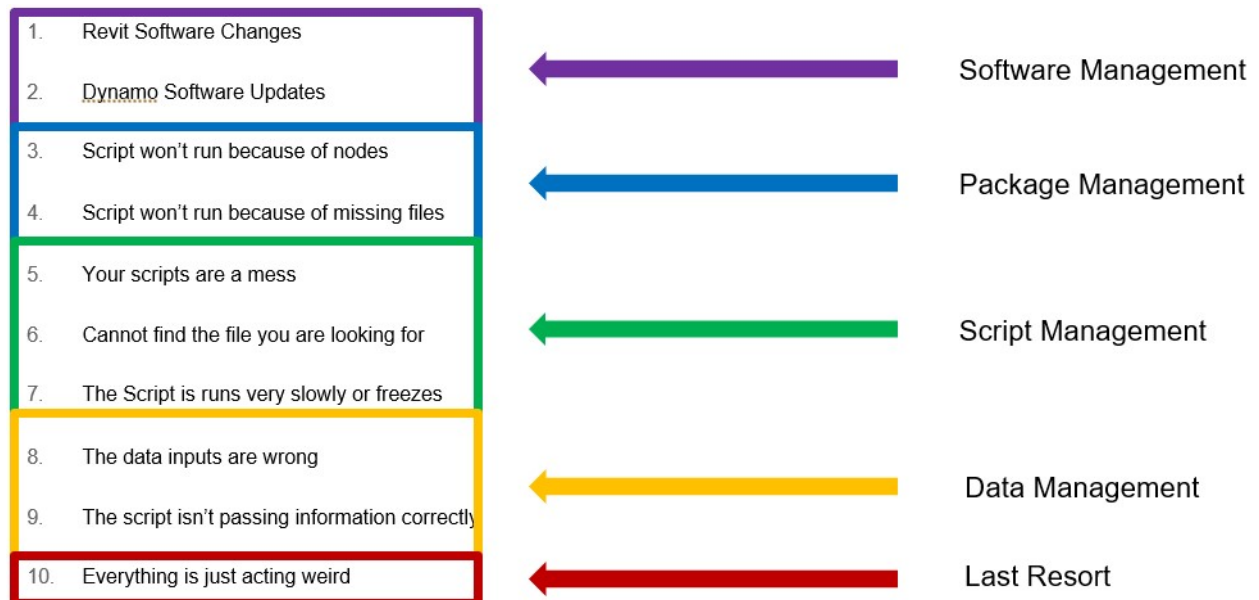 1. Revit Software Changes
Software Management
2. Dynamo Software Updates
3. Script won’t run because of nodes
Package Management
4. Script won’t run because of missing files
5. Your scripts are a mess
6. Cannot find the file you are looking for
Script Management
7. The Script is runs very slowly or freezes
8. The data inputs are wrong
Data Management
9. The script isn’t passing information correctly
10. Everything is just acting weird
Last Resort